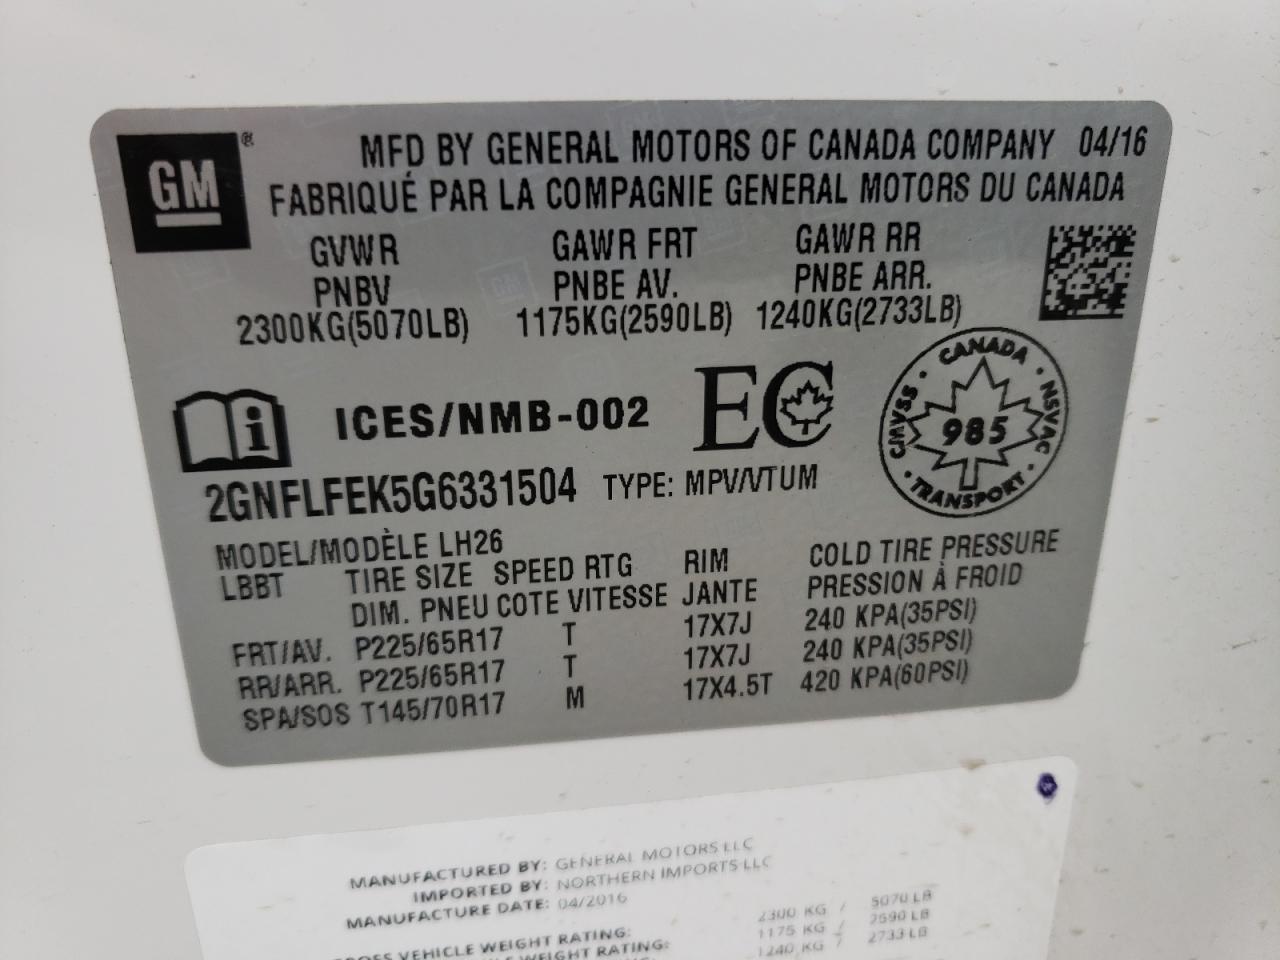 GM®
MFD BY GENERAL MOTORS OF CANADA COMPANY 04/16
FABRIQUÉ PAR LA COMPAGNIE GENERAL MOTORS DU CANADA
GVWR GAWR FRT GAWR RR
PNBV PNBE AV. PNBE ARR.
2300KG(5070LB) 1175KG(2590LB) 1240KG(2733LB)
i ICES/NMB-002 EC
CANADA · NSVAC · TRANSPORT · CMVSS ·
985
2GNFLFEK5G6331504 TYPE: MPV/VTUM
MODEL/MODÈLE LH26
LBBT TIRE SIZE SPEED RTG RIM COLD TIRE PRESSURE
DIM. PNEU COTE VITESSE JANTE PRESSION À FROID
FRT/AV. P225/65R17 T 17X7J 240 KPA(35PSI)
RR/ARR. P225/65R17 T 17X7J 240 KPA(35PSI)
SPA/SOS T145/70R17 M 17X4.5T 420 KPA(60PSI)
MANUFACTURED BY: GENERAL MOTORS LLC
IMPORTED BY: NORTHERN IMPORTS LLC
MANUFACTURE DATE: 04/2016
VEHICLE WEIGHT RATING: 2300 KG / 5070 LB
WEIGHT RATING: 1175 KG / 2590 LB
1240 KG / 2733 LB